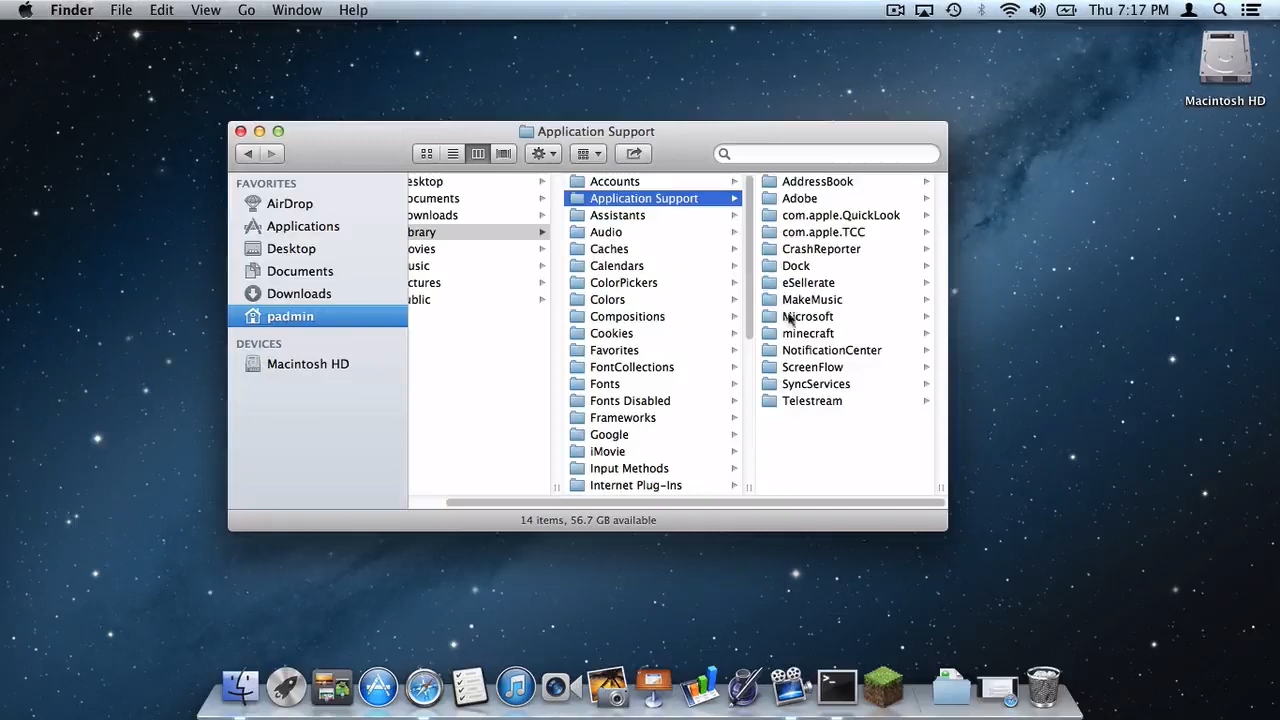 Finder File Edit View Go Window Help Thu 7:17 PM
Macintosh HD
Application Support
FAVORITES
AirDrop
Applications
Desktop
Documents
Downloads
padmin
DEVICES
Macintosh HD
esktop
ocuments
ownloads
brary
ovies
usic
ctures
ublic
Accounts
Application Support
Assistants
Audio
Caches
Calendars
ColorPickers
Colors
Compositions
Cookies
Favorites
FontCollections
Fonts
Fonts Disabled
Frameworks
Google
iMovie
Input Methods
Internet Plug-Ins
AddressBook
Adobe
com.apple.QuickLook
com.apple.TCC
CrashReporter
Dock
eSellerate
MakeMusic
Microsoft
minecraft
NotificationCenter
ScreenFlow
SyncServices
Telestream
14 items, 56.7 GB available